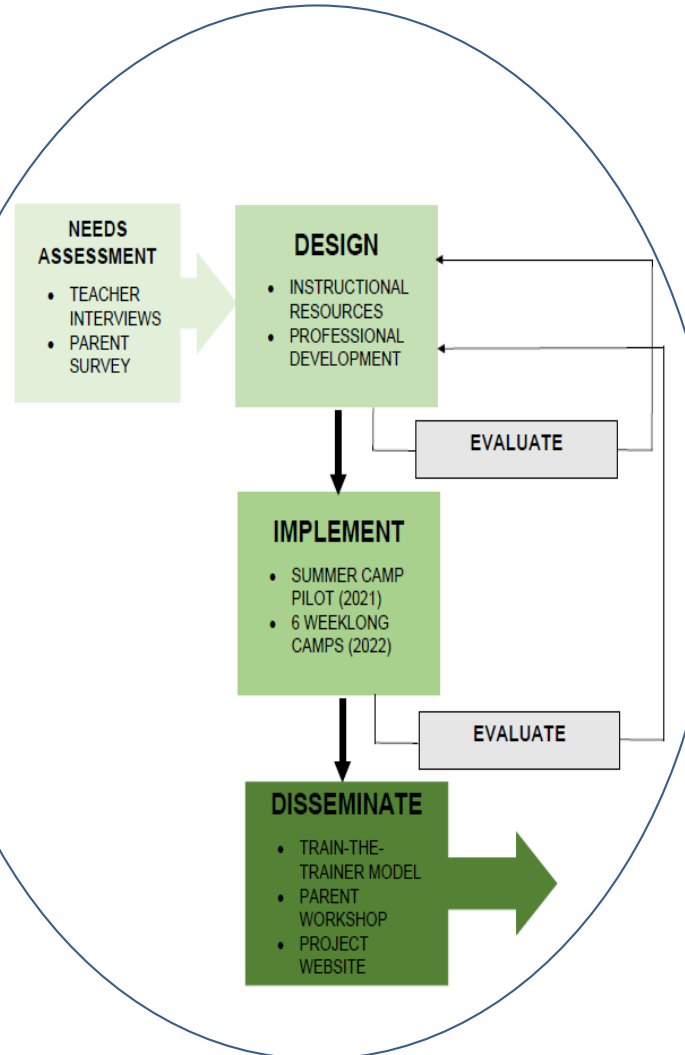 NEEDS
ASSESSMENT
• TEACHER
INTERVIEWS
• PARENT
SURVEY
DESIGN
• INSTRUCTIONAL
RESOURCES
• PROFESSIONAL
DEVELOPMENT
EVALUATE
IMPLEMENT
• SUMMER CAMP
PILOT (2021)
• 6 WEEKLONG
CAMPS (2022)
EVALUATE
DISSEMINATE
• TRAIN-THE-
TRAINER MODEL
• PARENT
WORKSHOP
• PROJECT
WEBSITE